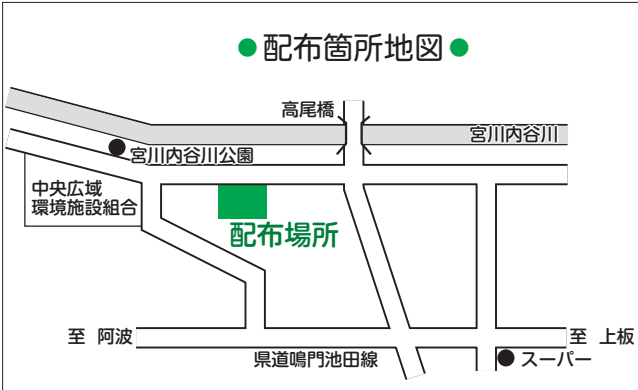 ●配布箇所地図●
高尾橋
宮川内谷川
宮川内谷川公園
中央広域
環境施設組合
配布場所
至 阿波
至 上板
県道鳴門池田線
スーパー